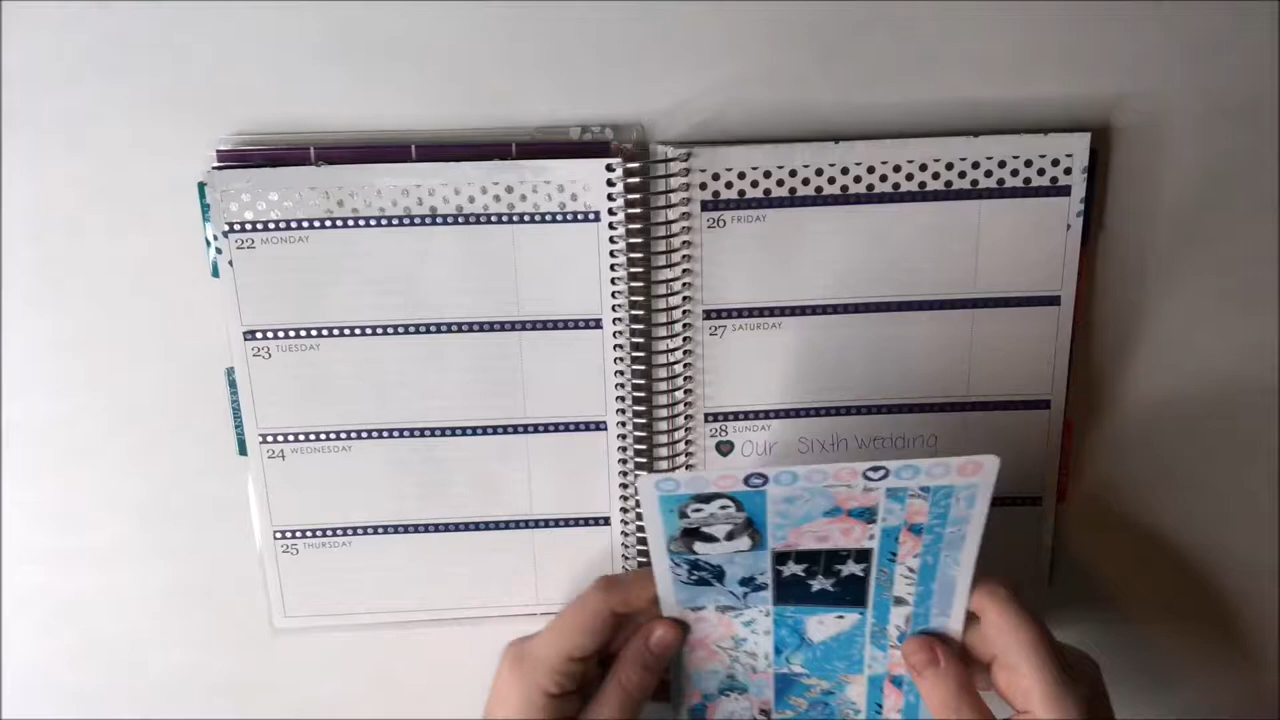 22 MONDAY
23 TUESDAY
24 WEDNESDAY
25 THURSDAY
JANUARY
26 FRIDAY
27 SATURDAY
28 SUNDAY
our sixth wedding